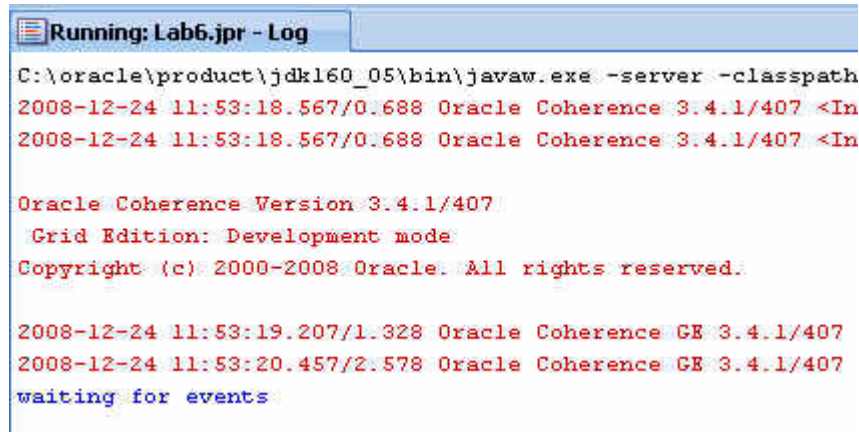 Running: Lab6.jpr - Log
C:\oracle\product\jdk160_05\bin\javaw.exe -server -classpath
2008-12-24 11:53:18.567/0.688 Oracle Coherence 3.4.1/407 <In
2008-12-24 11:53:18.567/0.688 Oracle Coherence 3.4.1/407 <In
Oracle Coherence Version 3.4.1/407
Grid Edition: Development mode
Copyright (c) 2000-2008 Oracle. All rights reserved.
2008-12-24 11:53:19.207/1.328 Oracle Coherence GE 3.4.1/407
2008-12-24 11:53:20.457/2.578 Oracle Coherence GE 3.4.1/407
waiting for events